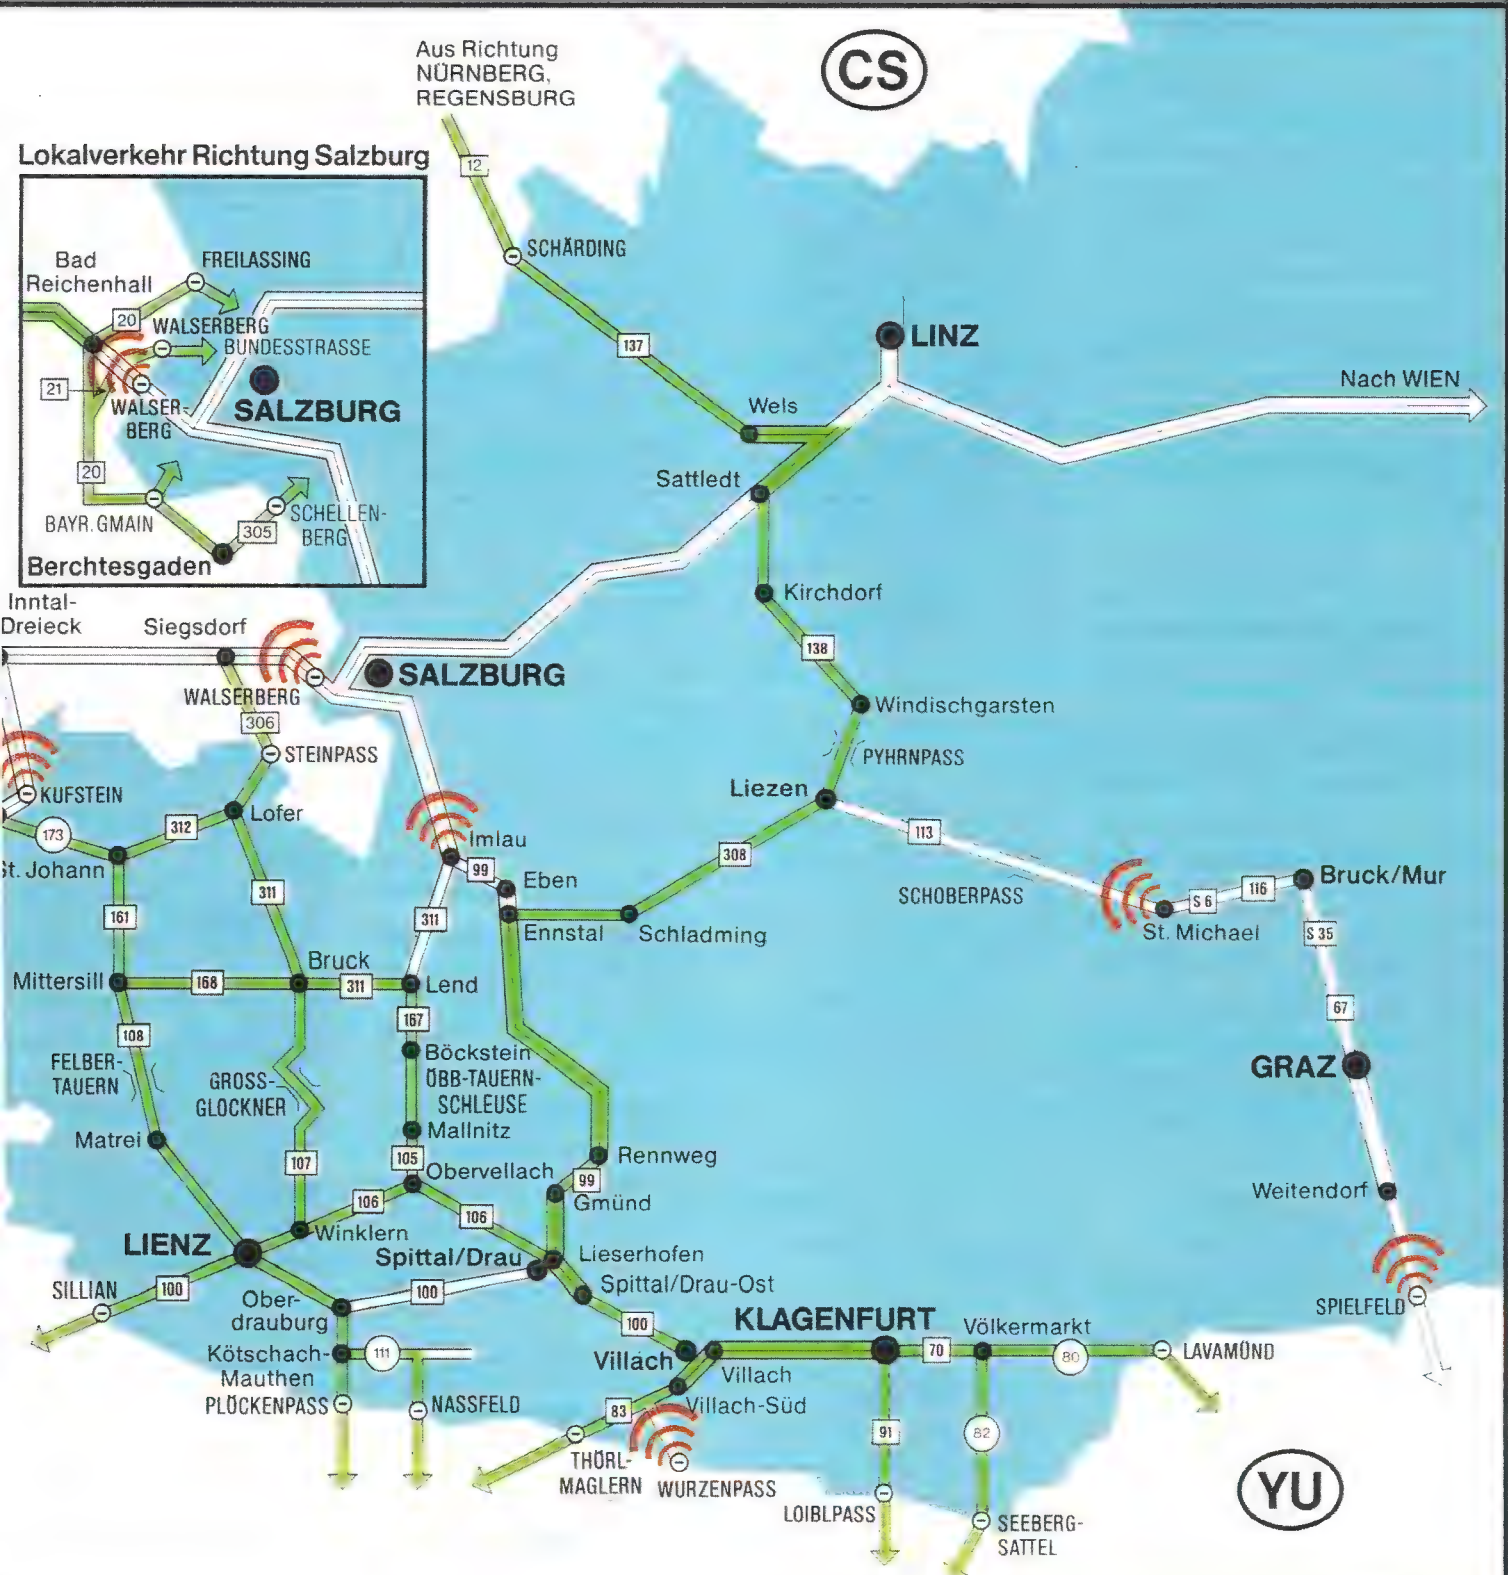 Aus Richtung
NÜRNBERG,
REGENSBURG
CS
12
Lokalverkehr Richtung Salzburg
Bad
Reichenhall
FREILASSING
20
WALSERBERG
BUNDESSTRASSE
21
WALSER-
BERG
SALZBURG
20
BAYR. GMAIN
305
SCHELLEN-
BERG
Berchtesgaden
SCHÄRDING
137
LINZ
Nach WIEN
Wels
Sattledt
Kirchdorf
138
Windischgarsten
PYHRNPASS
Liezen
Inntal-
Dreieck
Siegsdorf
SALZBURG
WALSERBERG
306
STEINPASS
KUFSTEIN
Lofer
173
312
St. Johann
Imlau
99
Eben
308
113
SCHOBERPASS
Bruck/Mur
116
S 6
St. Michael
S 35
311
161
311
Ennstal
Schladming
Mittersill
168
Bruck
311
Lend
67
167
108
FELBER-
TAUERN
GROSS-
GLOCKNER
Böckstein
ÖBB-TAUERN-
SCHLEUSE
Mallnitz
GRAZ
Matrei
107
105
Obervellach
Rennweg
99
Gmünd
106
106
Weitendorf
Winklern
LIENZ
Spittal/Drau
Lieserhofen
Spittal/Drau-Ost
SILLIAN
100
100
Ober-
drauburg
100
KLAGENFURT
Völkermarkt
SPIELFELD
Kötschach-
Mauthen
111
Villach
Villach
70
80
LAVAMÜND
PLÖCKENPASS
NASSFELD
83
Villach-Süd
91
82
THÖRL-
MAGLERN
WURZENPASS
LOIBLPASS
SEEBERG-
SATTEL
YU